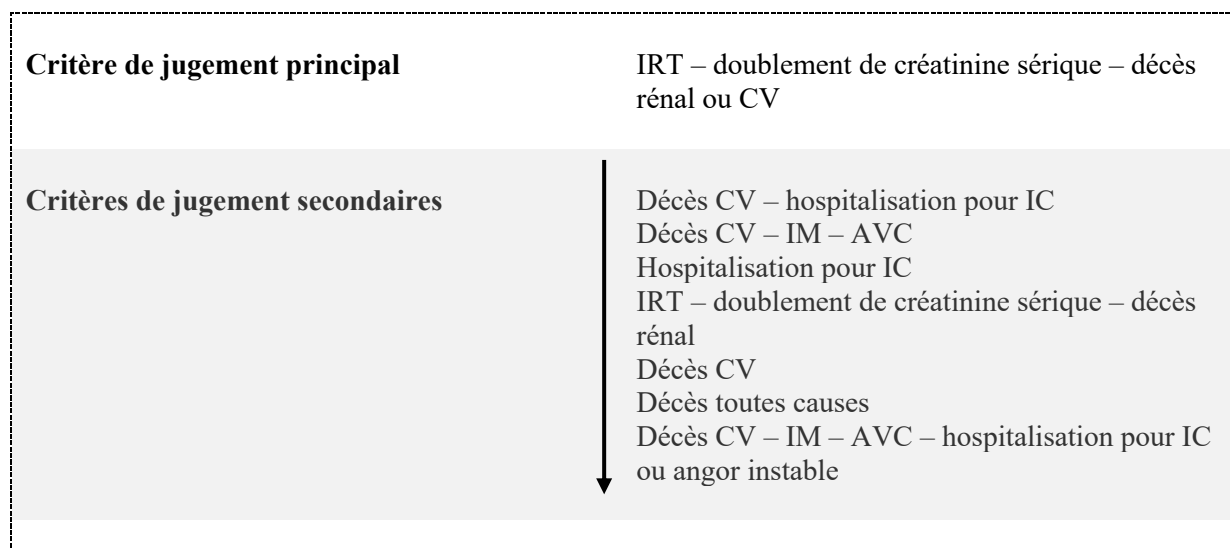 Critère de jugement principal
IRT – doublement de créatinine sérique – décès
rénal ou CV
Critères de jugement secondaires
Décès CV – hospitalisation pour IC
Décès CV – IM – AVC
Hospitalisation pour IC
IRT – doublement de créatinine sérique – décès
rénal
Décès CV
Décès toutes causes
Décès CV – IM – AVC – hospitalisation pour IC
ou angor instable